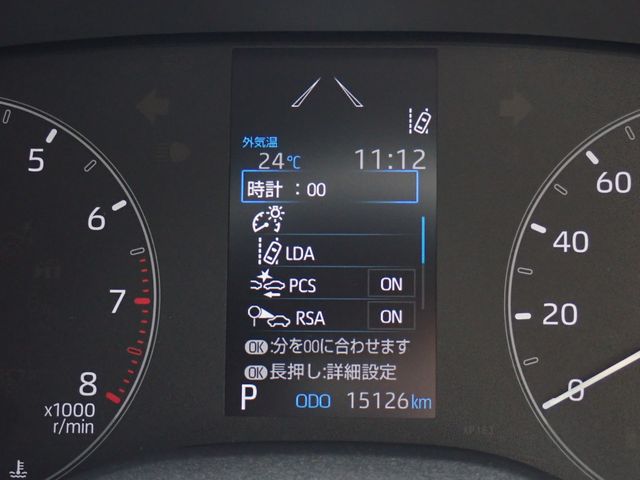 外気温
24℃ 11:12
時計 :00
LDA
PCS ON
RSA ON
OK:分を00に合わせます
OK長押し:詳細設定
P ODO 15126km
5
6
7
8
x1000
r/min
60
40
20
0